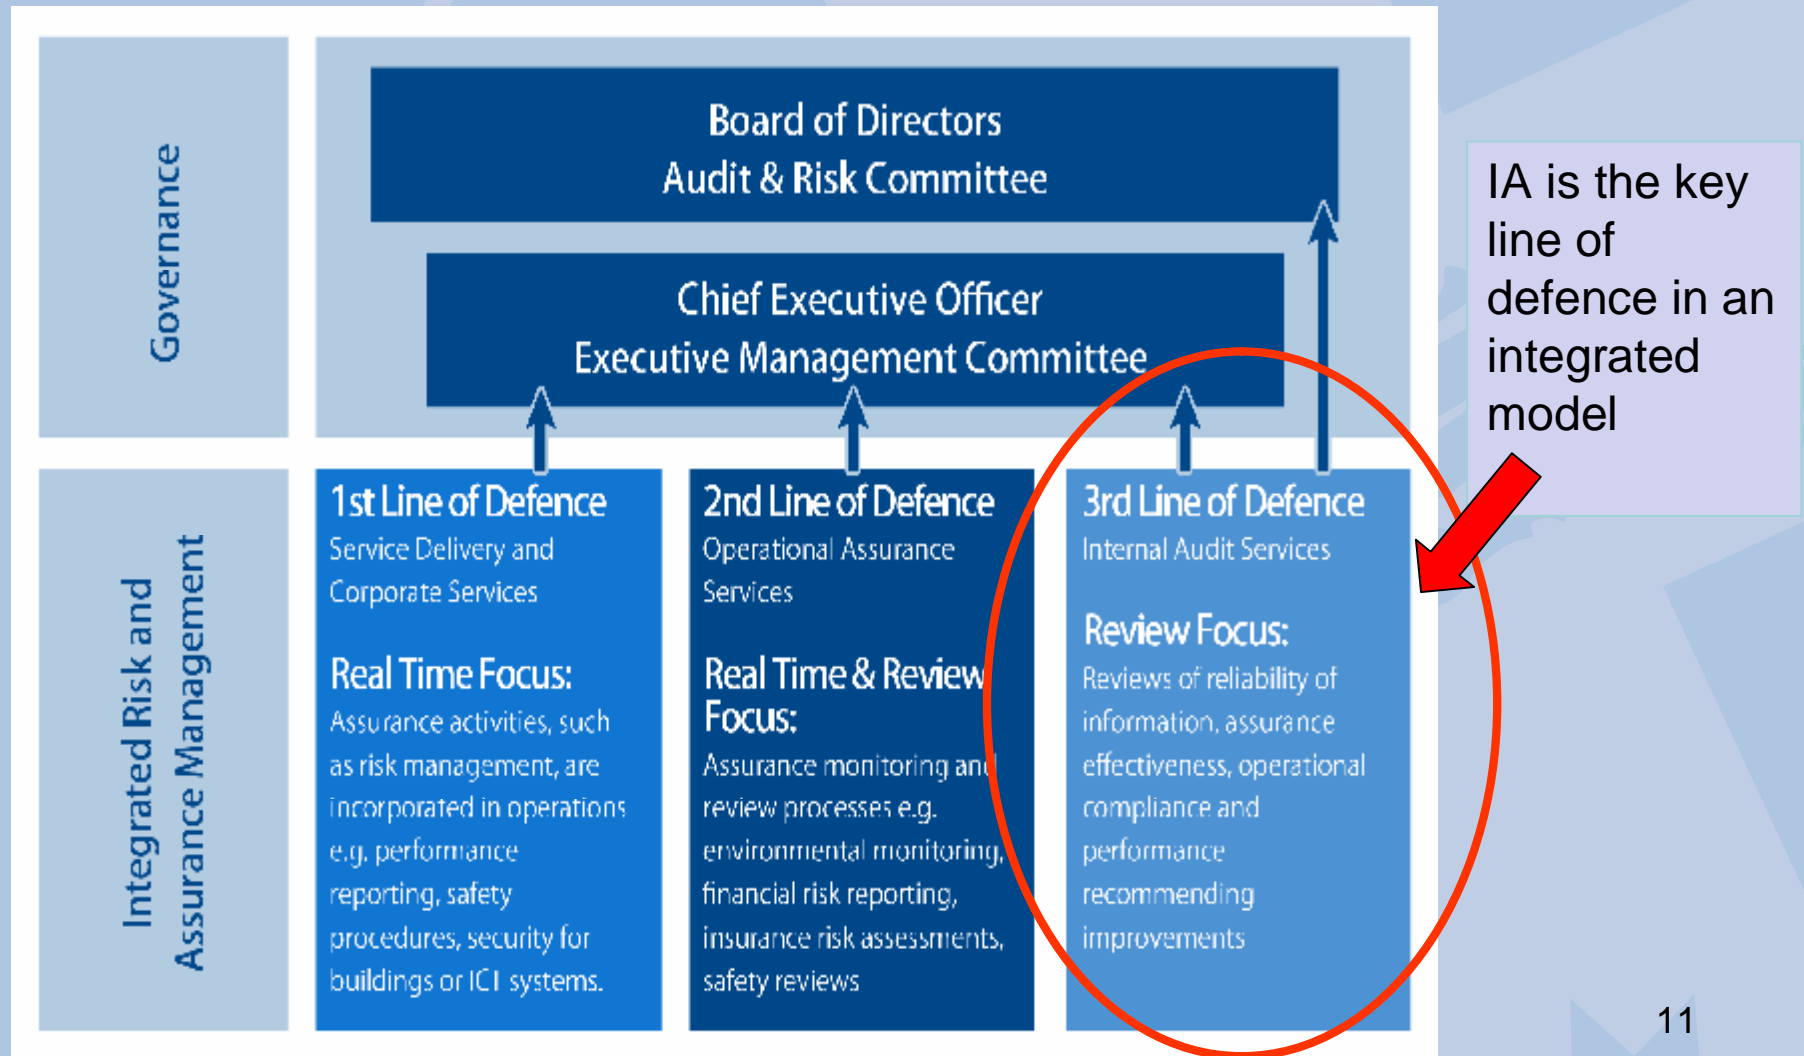 Governance
Board of Directors
Audit & Risk Committee
Chief Executive Officer
Executive Management Committee
IA is the key
line of
defence in an
integrated
model
Integrated Risk and
Assurance Management
1st Line of Defence
Service Delivery and
Corporate Services
Real Time Focus:
Assurance activities, such
as risk management, are
incorporated in operations
e.g. performance
reporting, safety
procedures, security for
buildings or ICT systems.
2nd Line of Defence
Operational Assurance
Services
Real Time & Review
Focus:
Assurance monitoring and
review processes e.g.
environmental monitoring,
financial risk reporting,
insurance risk assessments,
safety reviews
3rd Line of Defence
Internal Audit Services
Review Focus:
Reviews of reliability of
information, assurance
effectiveness, operational
compliance and
performance
recommending
improvements
11